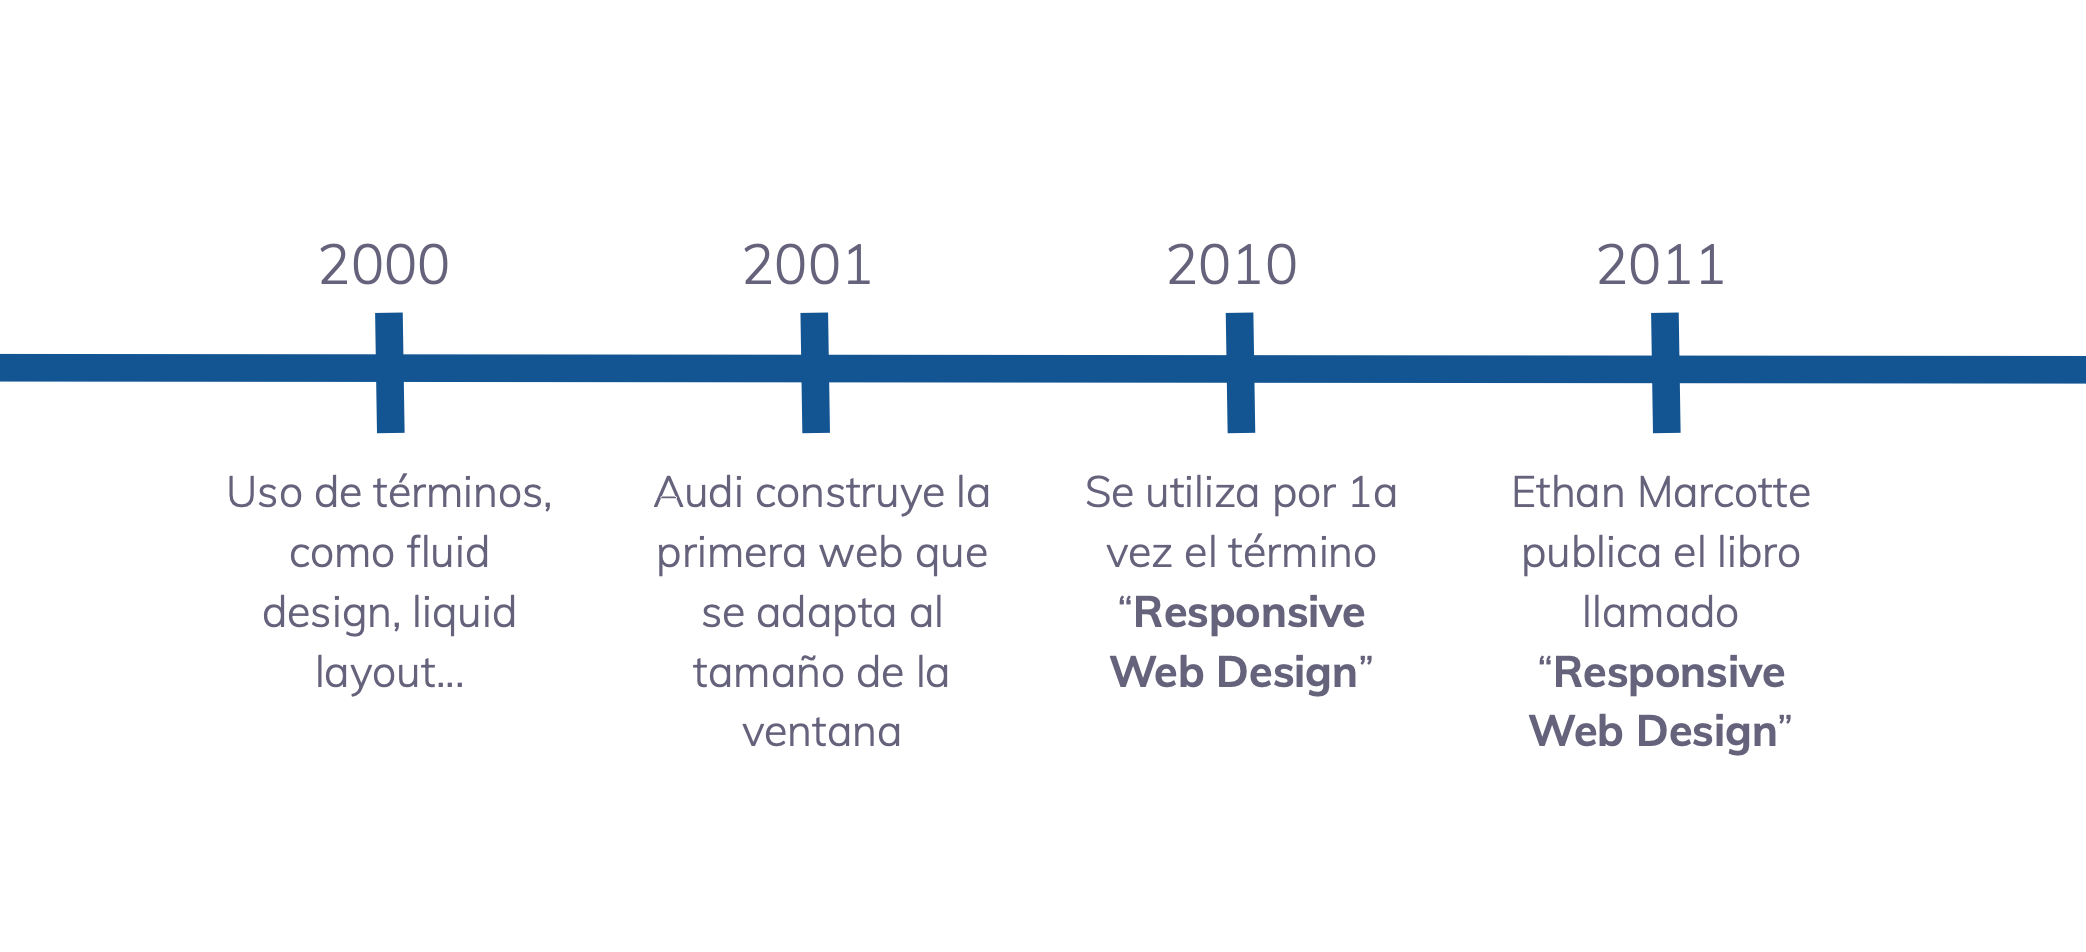 2000
Uso de términos,
como fluid
design, liquid
layout...
2001
Audi construye la
primera web que
se adapta al
tamaño de la
ventana
2010
Se utiliza por 1a
vez el término
“Responsive
Web Design”
2011
Ethan Marcotte
publica el libro
llamado
“Responsive
Web Design”